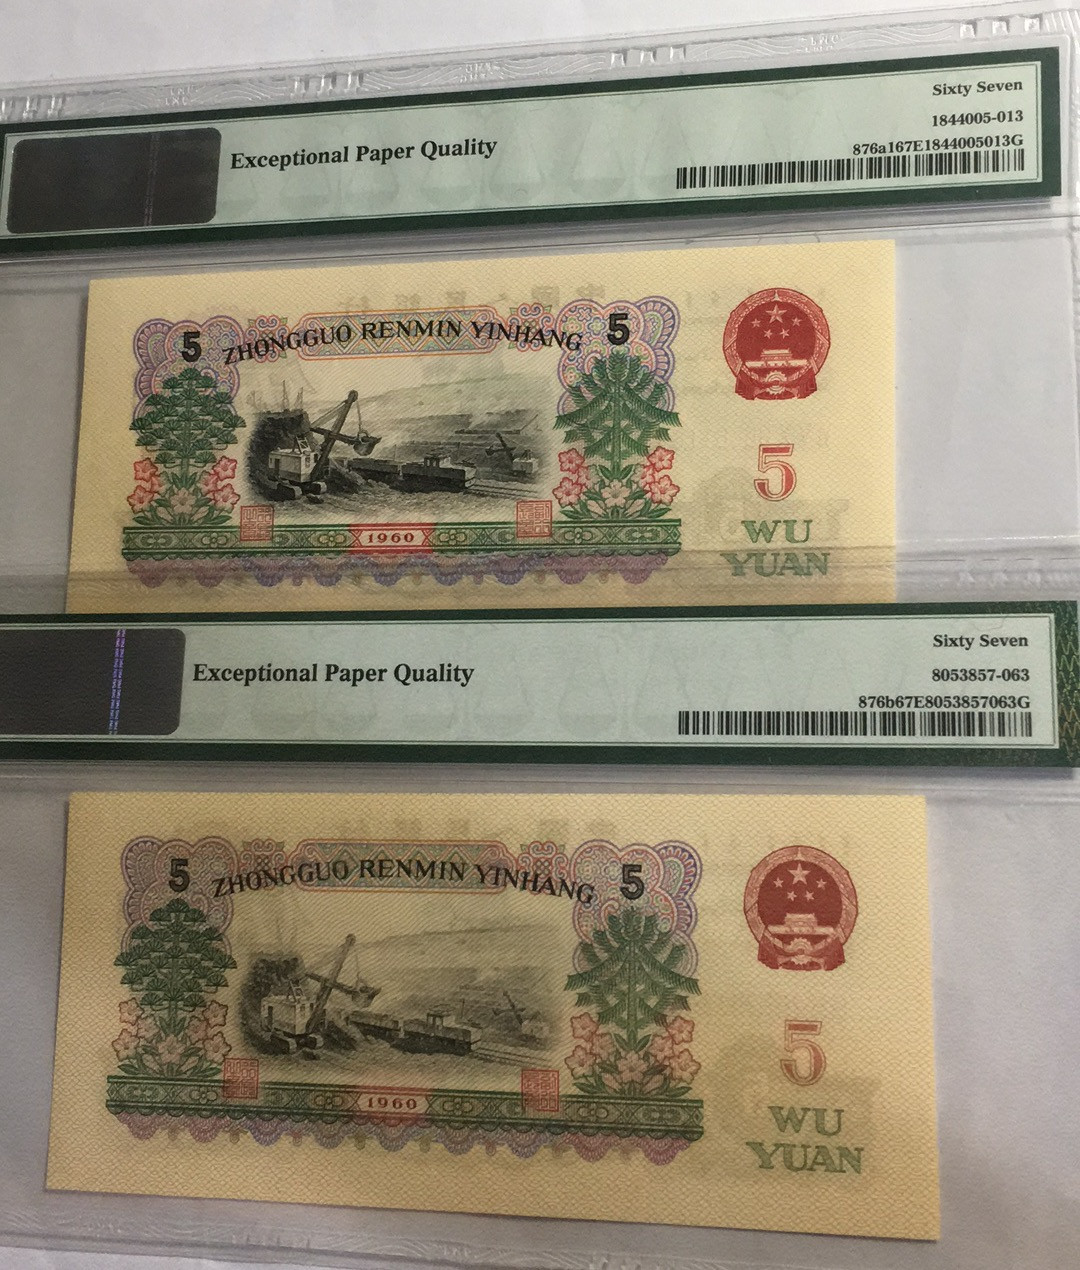 Sixty Seven
1844005-013
876a167E1844005013G
Exceptional Paper Quality
5 ZHONGGUO RENMIN YINHANG 5
5
WU
YUAN
1960
Sixty Seven
8053857-063
876b67E8053857063G
Exceptional Paper Quality
5 ZHONGGUO RENMIN YINHANG 5
5
WU
YUAN
1960